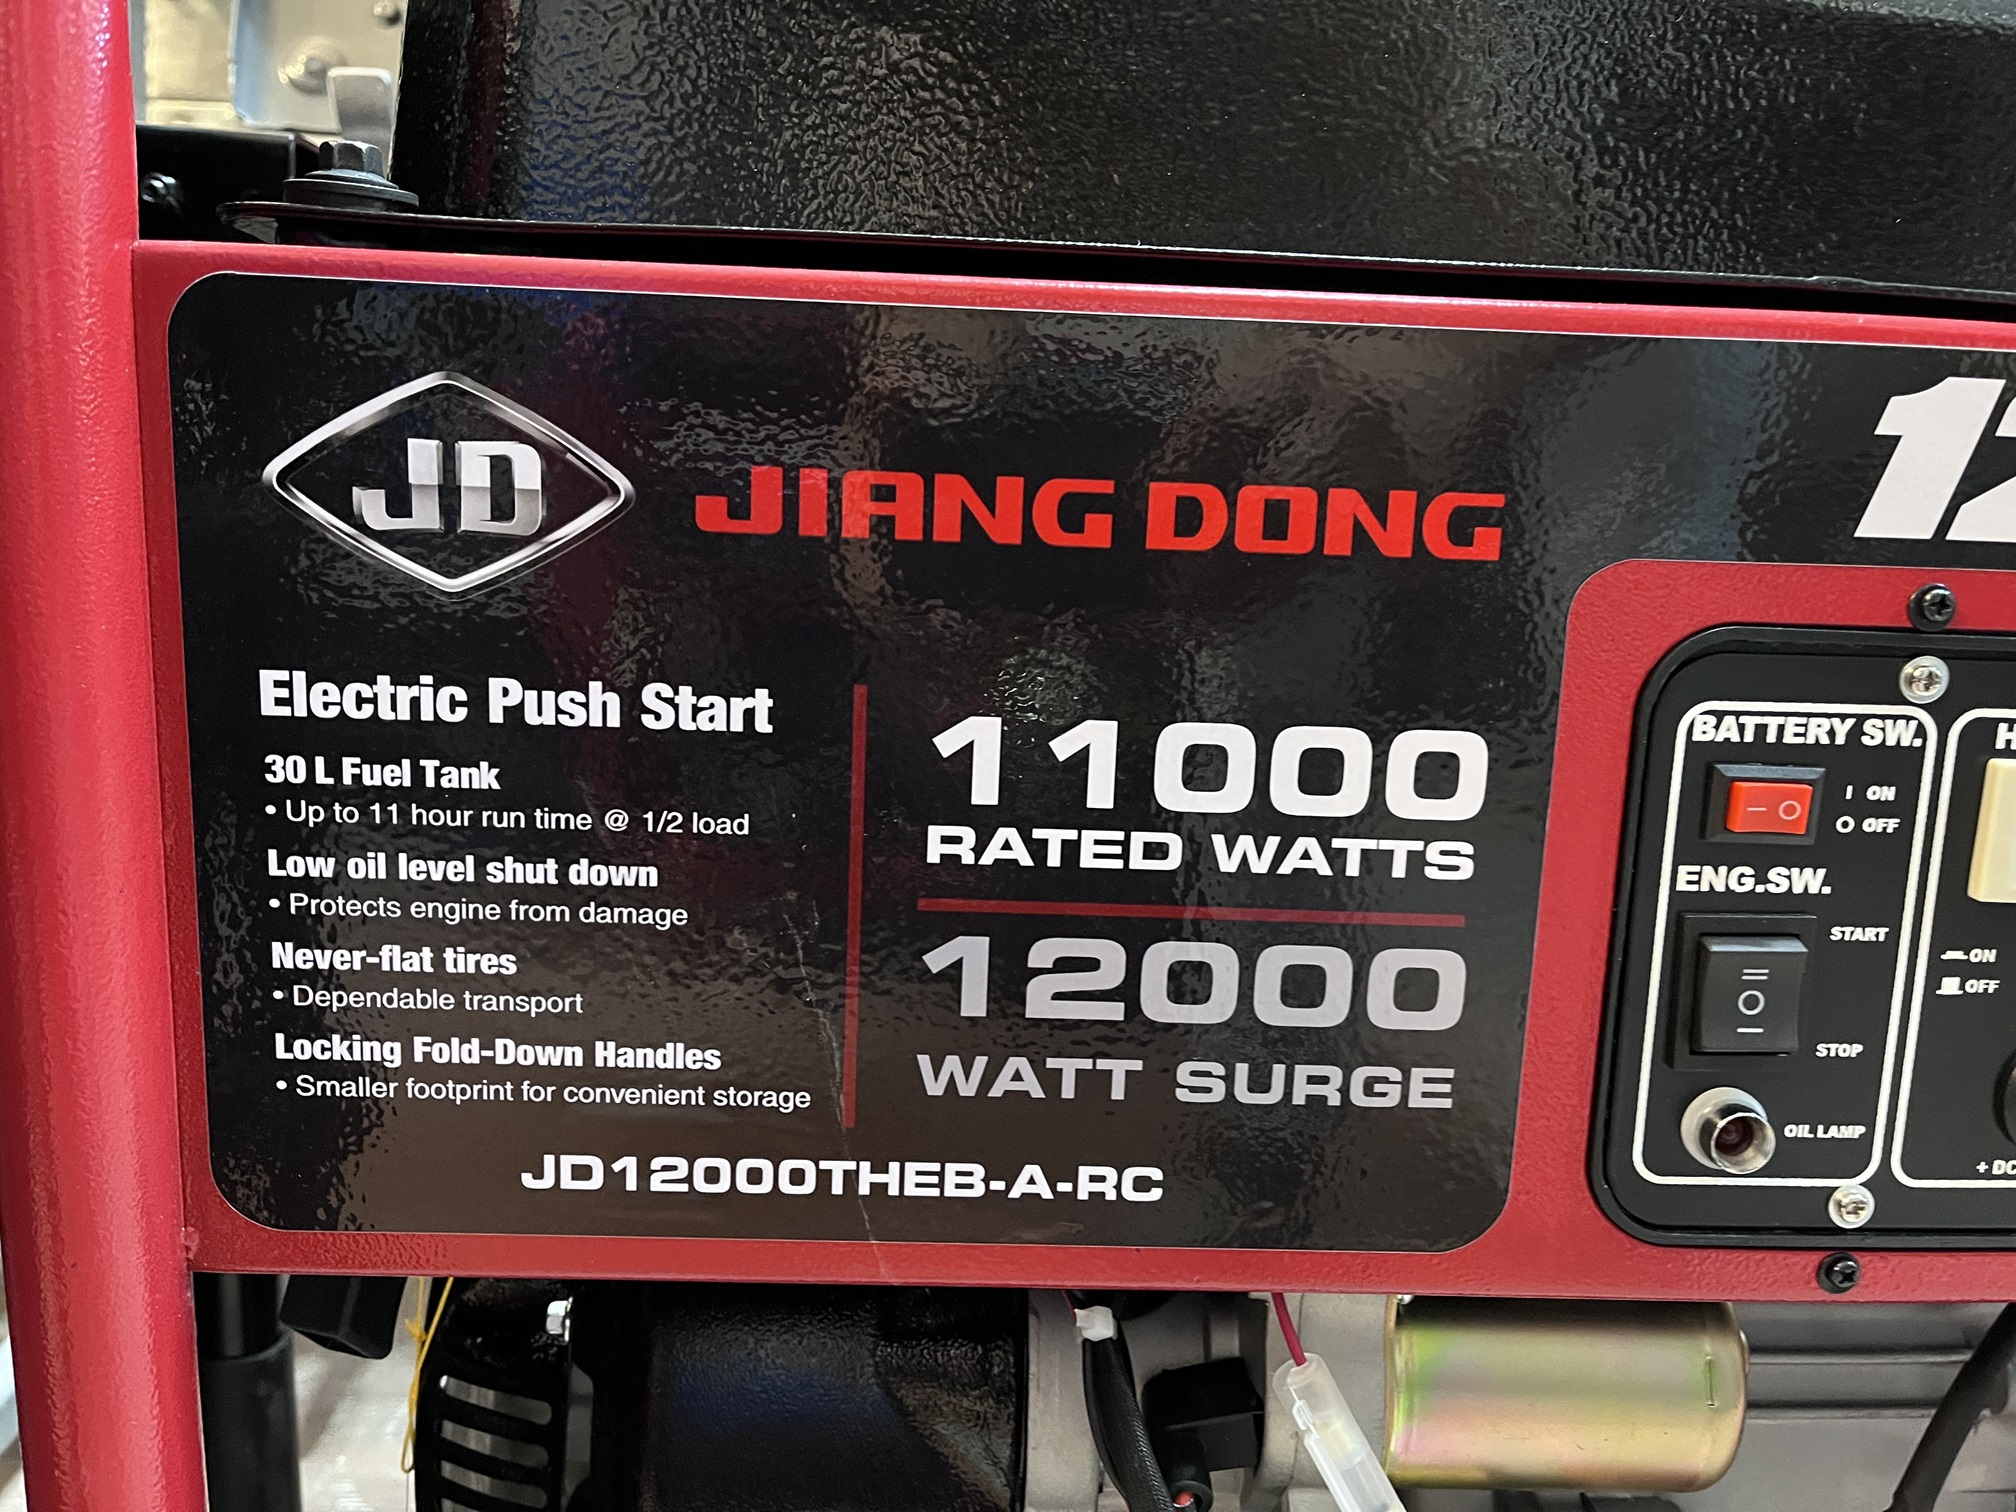 JD
JIANG DONG
12
Electric Push Start
30 L Fuel Tank
• Up to 11 hour run time @ 1/2 load
Low oil level shut down
• Protects engine from damage
Never-flat tires
• Dependable transport
Locking Fold-Down Handles
• Smaller footprint for convenient storage
11000
RATED WATTS
12000
WATT SURGE
JD12000THEB-A-RC
BATTERY SW.
I ON
O OFF
ENG.SW.
START
STOP
OIL LAMP
H
ON
OFF
+ DC